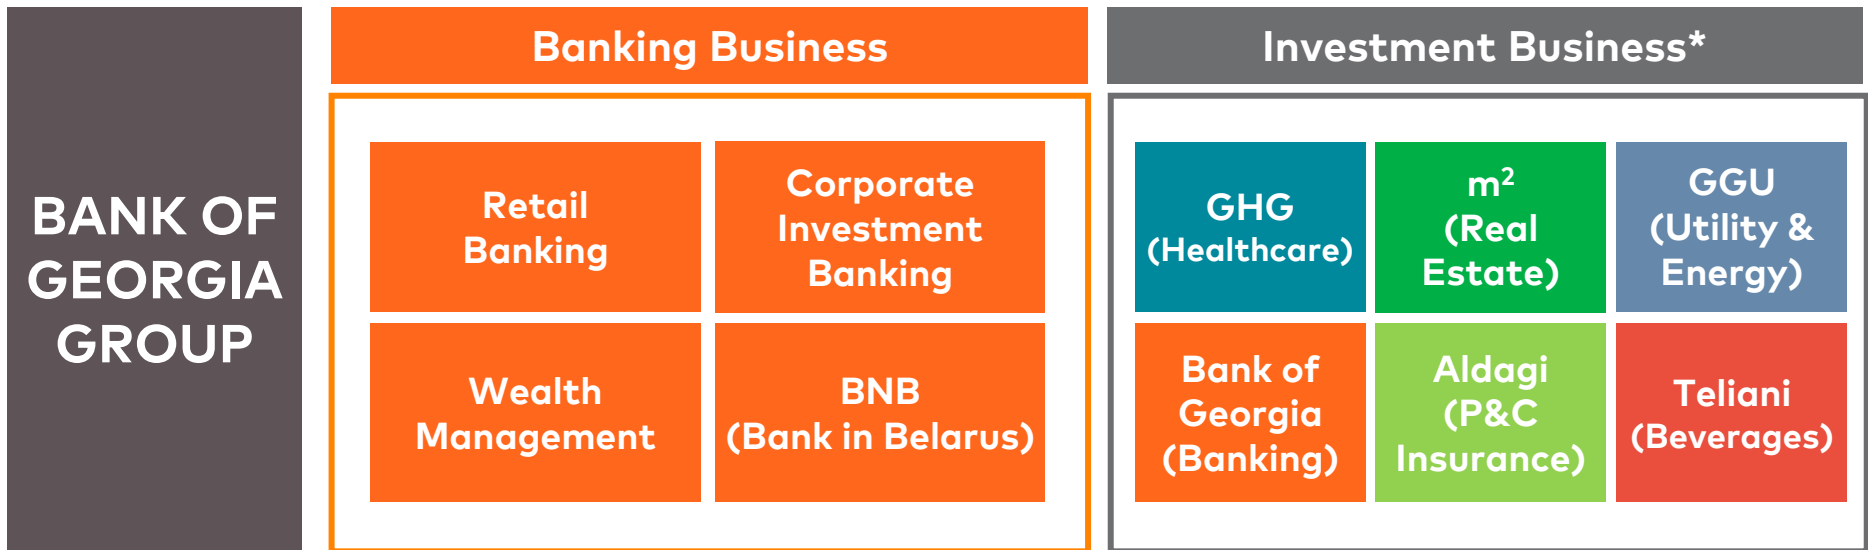 BANK OF
GEORGIA
GROUP
Banking Business
Retail
Banking
Corporate
Investment
Banking
Wealth
Management
BNB
(Bank in Belarus)
Investment Business*
GHG
(Healthcare)
m²
(Real
Estate)
GGU
(Utility &
Energy)
Bank of
Georgia
(Banking)
Aldagi
(P&C
Insurance)
Teliani
(Beverages)